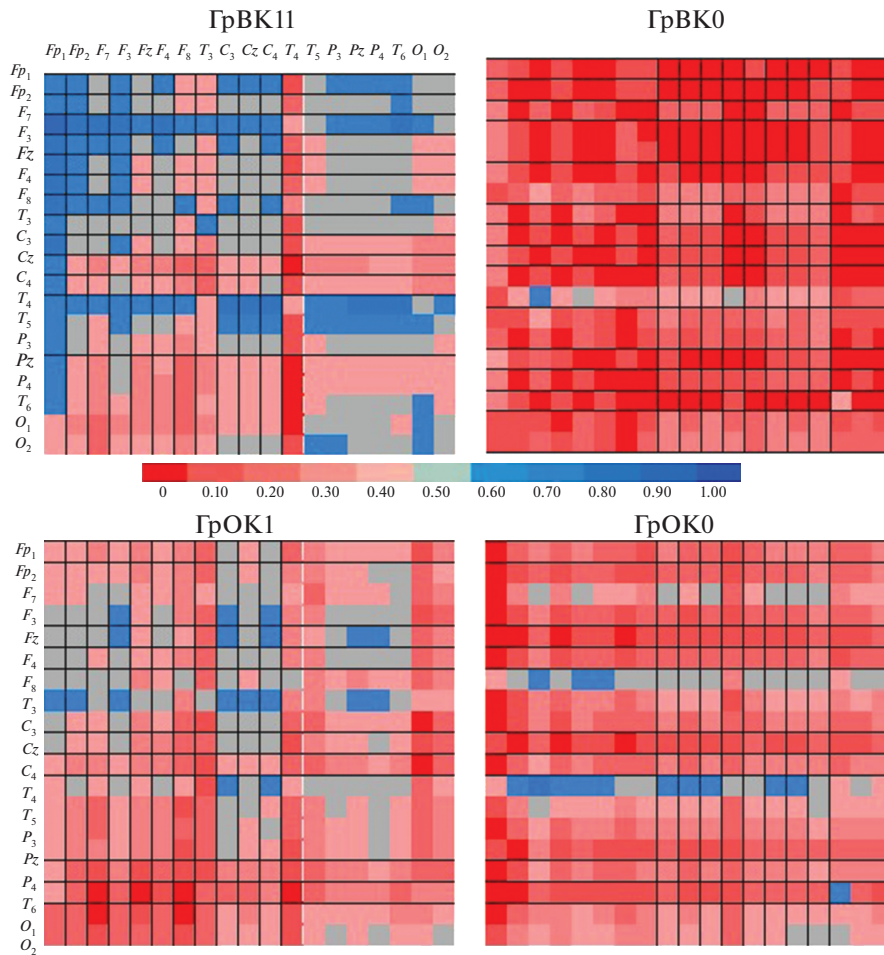 ГрВК11
ГрВК0
Fp₁ Fp₂ F₇ F₃ Fz F₄ F₈ T₃ C₃ Cz C₄ T₄ T₅ P₃ Pz P₄ T₆ O₁ O₂
Fp₁
Fp₂
F₇
F₃
Fz
F₄
F₈
T₃
C₃
Cz
C₄
T₄
T₅
P₃
Pz
P₄
T₆
O₁
O₂
0 0.10 0.20 0.30 0.40 0.50 0.60 0.70 0.80 0.90 1.00
ГрОК1
ГрОК0
Fp₁
Fp₂
F₇
F₃
Fz
F₄
F₈
T₃
C₃
Cz
C₄
T₄
T₅
P₃
Pz
P₄
T₆
O₁
O₂